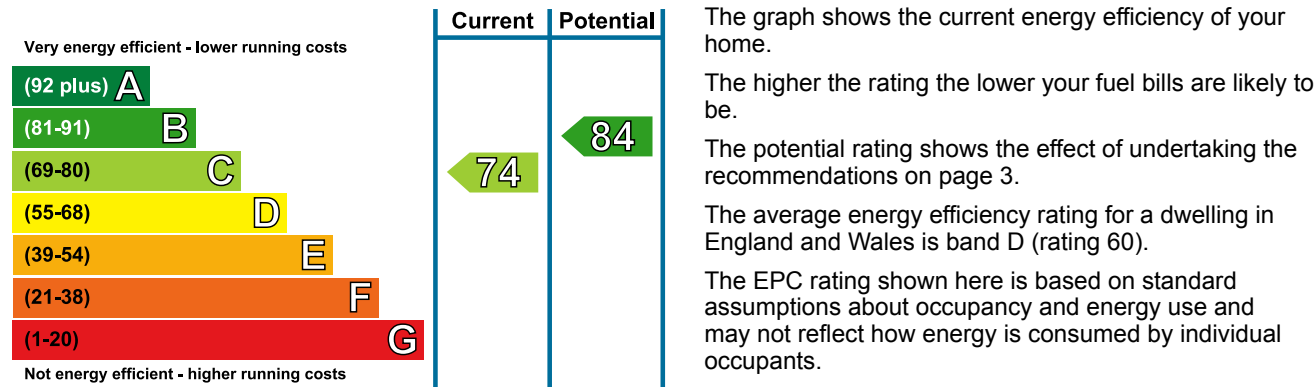 Current Potential
Very energy efficient - lower running costs
(92 plus) A
(81-91) B
84
(69-80) C
74
(55-68) D
(39-54) E
(21-38) F
(1-20) G
Not energy efficient - higher running costs
The graph shows the current energy efficiency of your
home.
The higher the rating the lower your fuel bills are likely to
be.
The potential rating shows the effect of undertaking the
recommendations on page 3.
The average energy efficiency rating for a dwelling in
England and Wales is band D (rating 60).
The EPC rating shown here is based on standard
assumptions about occupancy and energy use and
may not reflect how energy is consumed by individual
occupants.